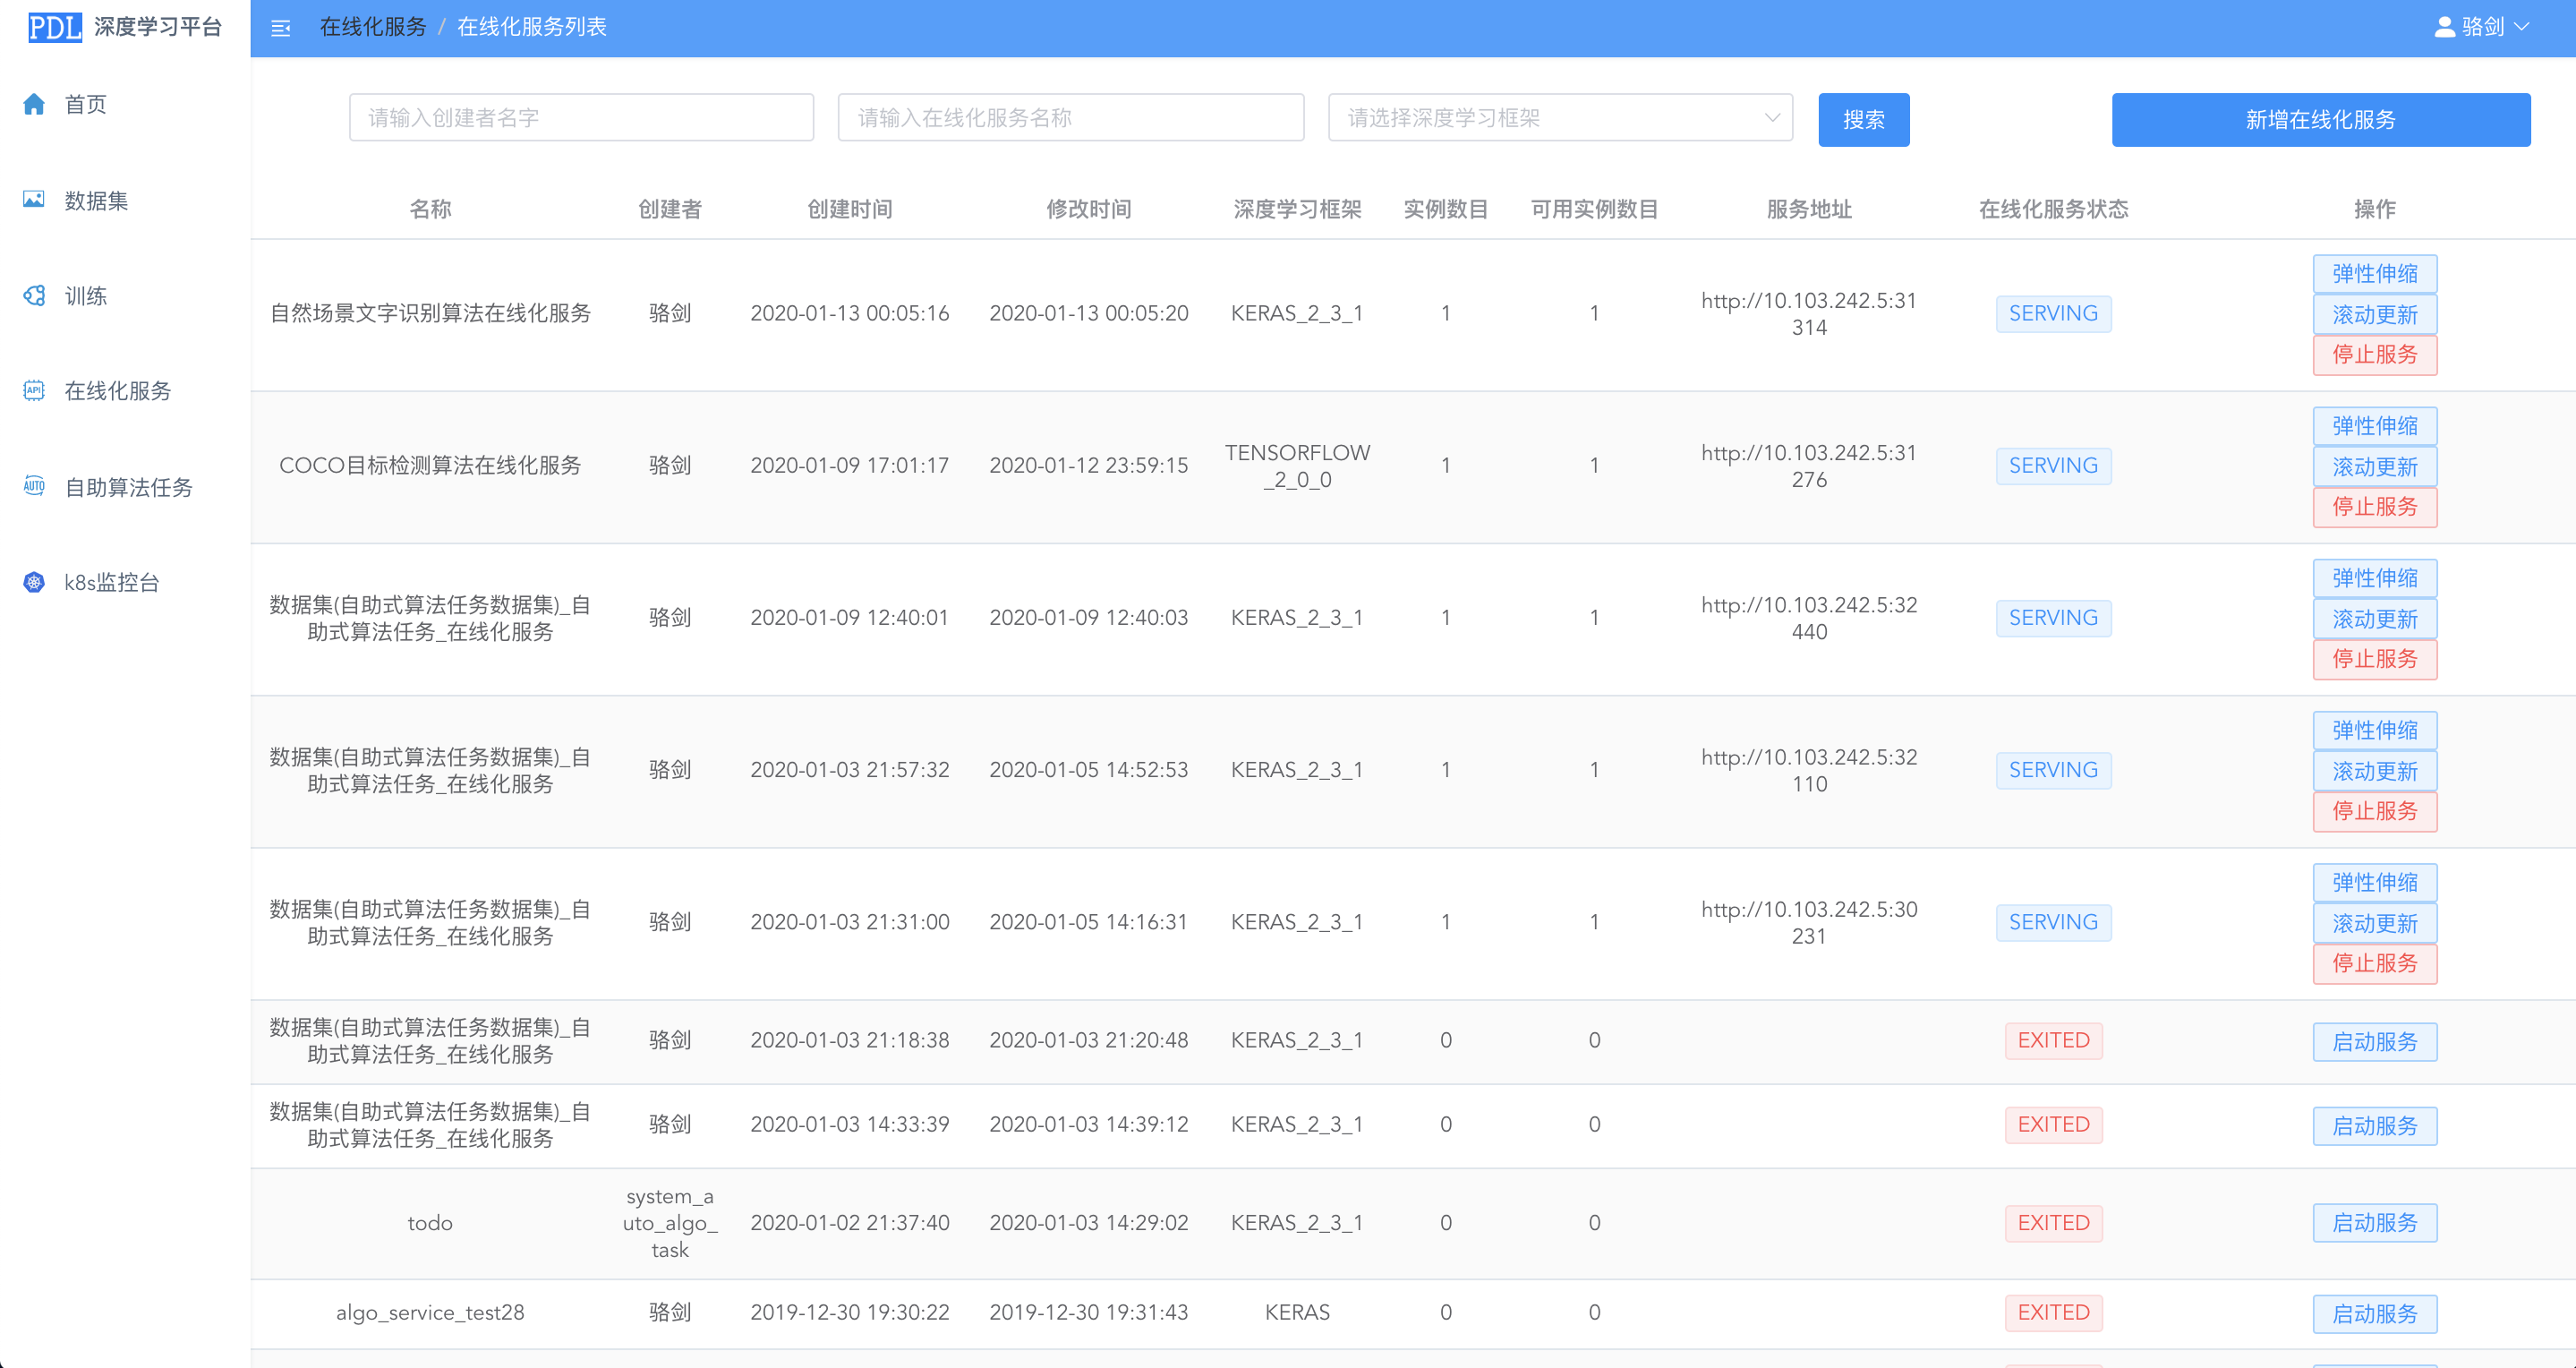 PDL 深度学习平台
在线化服务 / 在线化服务列表
骆剑
首页
数据集
训练
API
在线化服务
AUTO
自助算法任务
k8s监控台
请输入创建者名字
请输入在线化服务名称
请选择深度学习框架
搜索
新增在线化服务
名称 创建者 创建时间 修改时间 深度学习框架 实例数目 可用实例数目 服务地址 在线化服务状态 操作
自然场景文字识别算法在线化服务 骆剑 2020-01-13 00:05:16 2020-01-13 00:05:20 KERAS_2_3_1 1 1
http://10.103.242.5:31
314
SERVING
弹性伸缩
滚动更新
停止服务
COCO目标检测算法在线化服务 骆剑 2020-01-09 17:01:17 2020-01-12 23:59:15
TENSORFLOW
_2_0_0
1 1
http://10.103.242.5:31
276
SERVING
弹性伸缩
滚动更新
停止服务
数据集(自助式算法任务数据集)_自
助式算法任务_在线化服务
骆剑 2020-01-09 12:40:01 2020-01-09 12:40:03 KERAS_2_3_1 1 1
http://10.103.242.5:32
440
SERVING
弹性伸缩
滚动更新
停止服务
数据集(自助式算法任务数据集)_自
助式算法任务_在线化服务
骆剑 2020-01-03 21:57:32 2020-01-05 14:52:53 KERAS_2_3_1 1 1
http://10.103.242.5:32
110
SERVING
弹性伸缩
滚动更新
停止服务
数据集(自助式算法任务数据集)_自
助式算法任务_在线化服务
骆剑 2020-01-03 21:31:00 2020-01-05 14:16:31 KERAS_2_3_1 1 1
http://10.103.242.5:30
231
SERVING
弹性伸缩
滚动更新
停止服务
数据集(自助式算法任务数据集)_自
助式算法任务_在线化服务
骆剑 2020-01-03 21:18:38 2020-01-03 21:20:48 KERAS_2_3_1 0 0 EXITED 启动服务
数据集(自助式算法任务数据集)_自
助式算法任务_在线化服务
骆剑 2020-01-03 14:33:39 2020-01-03 14:39:12 KERAS_2_3_1 0 0 EXITED 启动服务
todo
system_a
uto_algo_
task
2020-01-02 21:37:40 2020-01-03 14:29:02 KERAS_2_3_1 0 0 EXITED 启动服务
algo_service_test28 骆剑 2019-12-30 19:30:22 2019-12-30 19:31:43 KERAS 0 0 EXITED 启动服务